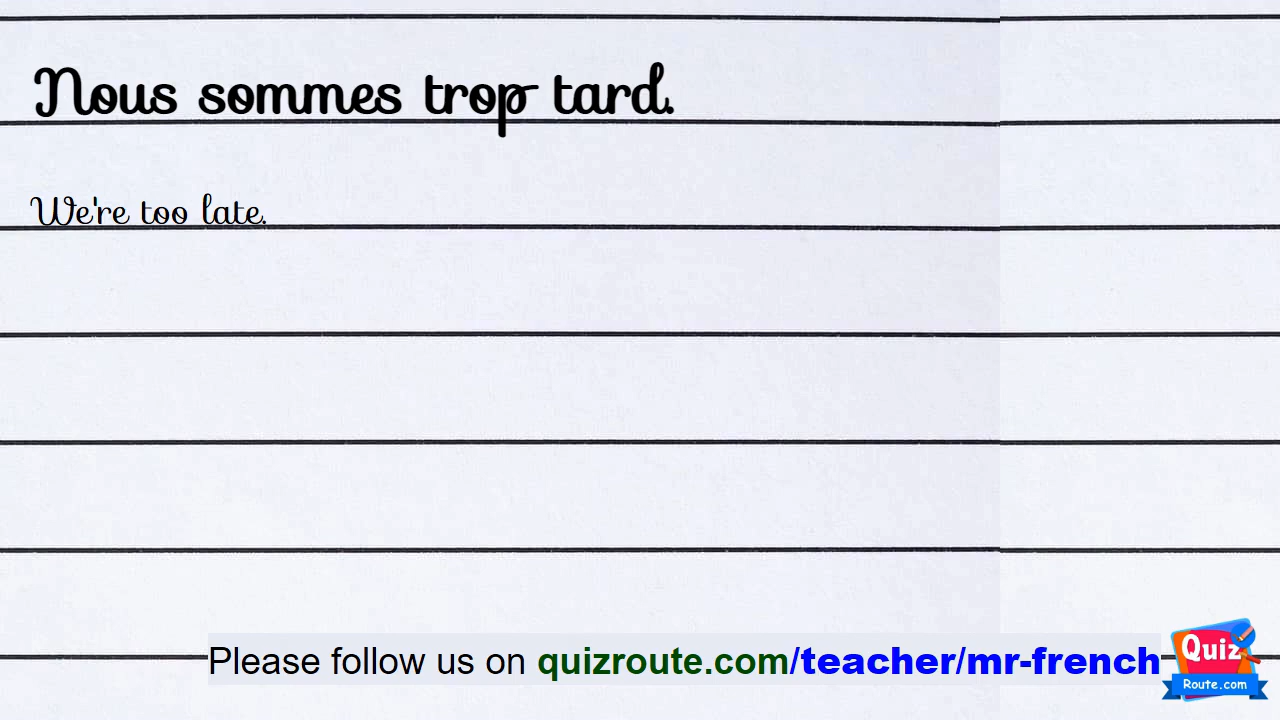 Nous sommes trop tard.
We're too late.
Please follow us on quizroute.com/teacher/mr-french
Quiz
Route.com